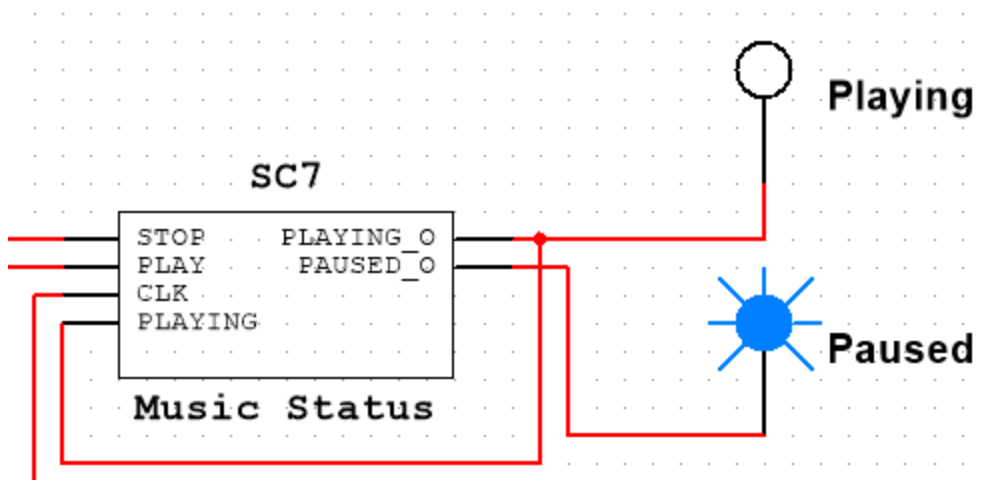 Playing
SC7
STOP PLAYING_O
PLAY PAUSED_O
CLK
PLAYING
Paused
Music Status